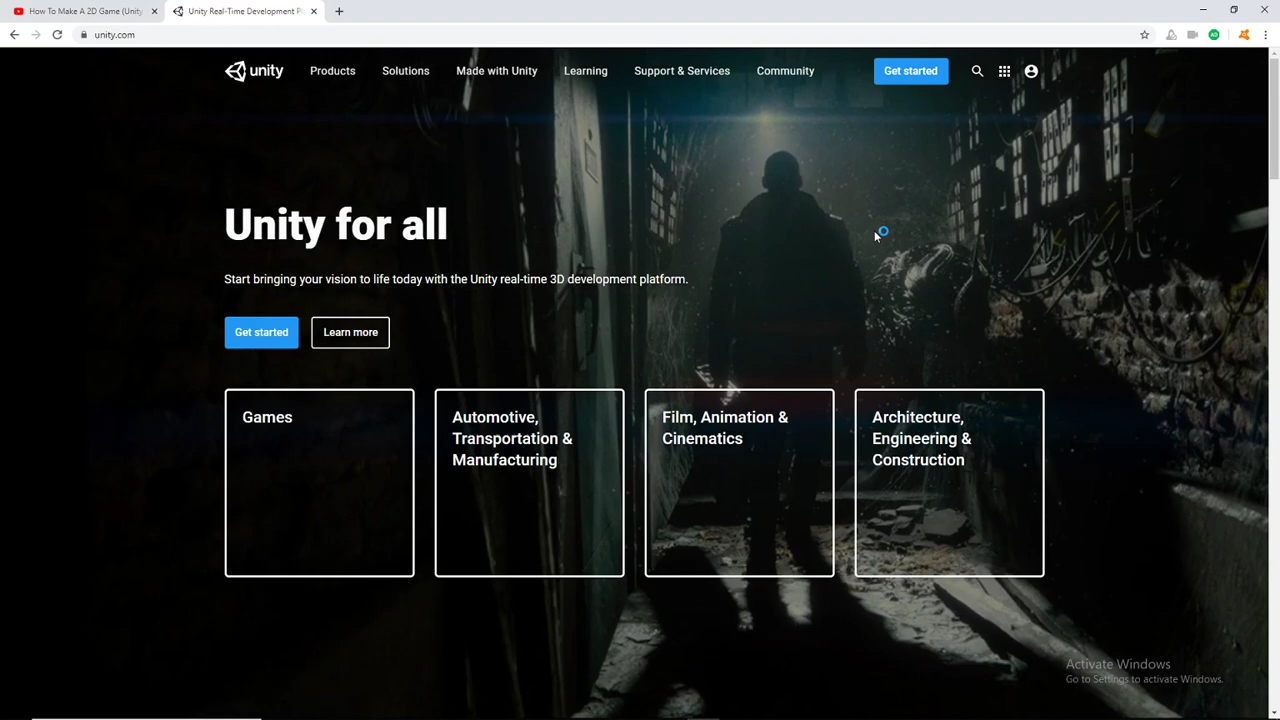 How To Make A 2D Game (Unity
Unity Real-Time Development Pl
unity.com
unity
Products
Solutions
Made with Unity
Learning
Support & Services
Community
Get started
Unity for all
Start bringing your vision to life today with the Unity real-time 3D development platform.
Get started
Learn more
Games
Automotive,
Transportation &
Manufacturing
Film, Animation &
Cinematics
Architecture,
Engineering &
Construction
Activate Windows
Go to Settings to activate Windows.